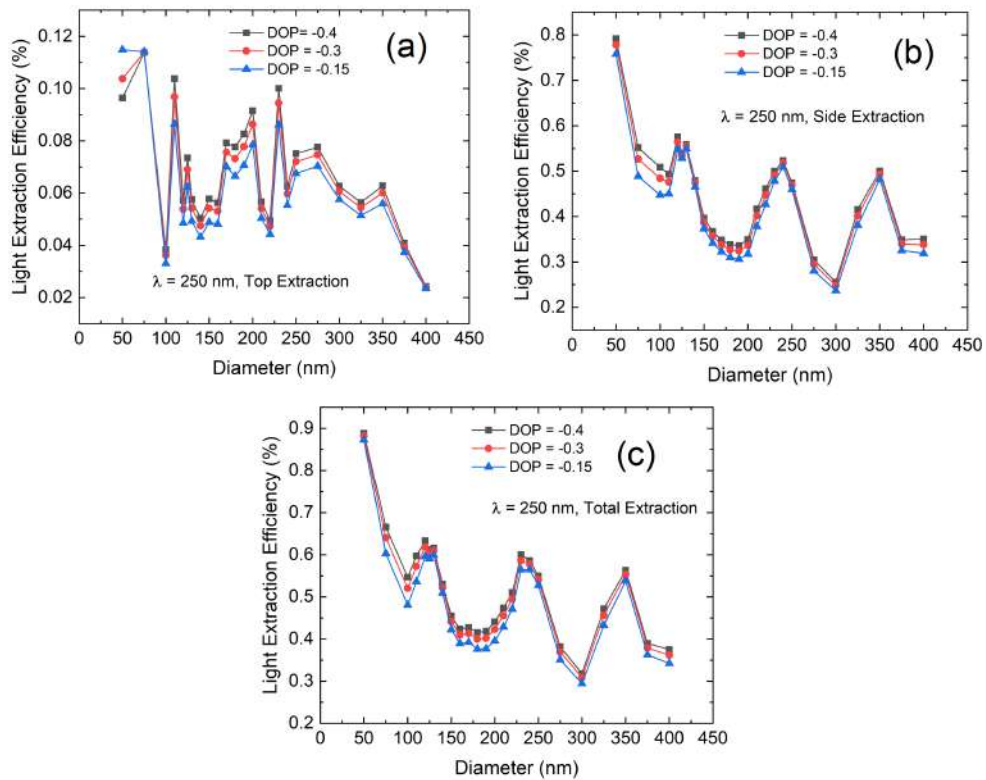 (a)
DOP= -0.4
DOP = -0.3
DOP = -0.15
Light Extraction Efficiency (%)
0.12
0.10
0.08
0.06
0.04
0.02
λ = 250 nm, Top Extraction
0 50 100 150 200 250 300 350 400 450
Diameter (nm)
(b)
DOP = -0.4
DOP = -0.3
DOP = -0.15
λ = 250 nm, Side Extraction
Light Extraction Efficiency (%)
0.8
0.7
0.6
0.5
0.4
0.3
0.2
0 50 100 150 200 250 300 350 400 450
Diameter (nm)
DOP = -0.4
DOP = -0.3
DOP = -0.15
(c)
λ = 250 nm, Total Extraction
Light Extraction Efficiency (%)
0.9
0.8
0.7
0.6
0.5
0.4
0.3
0.2
0 50 100 150 200 250 300 350 400 450
Diameter (nm)